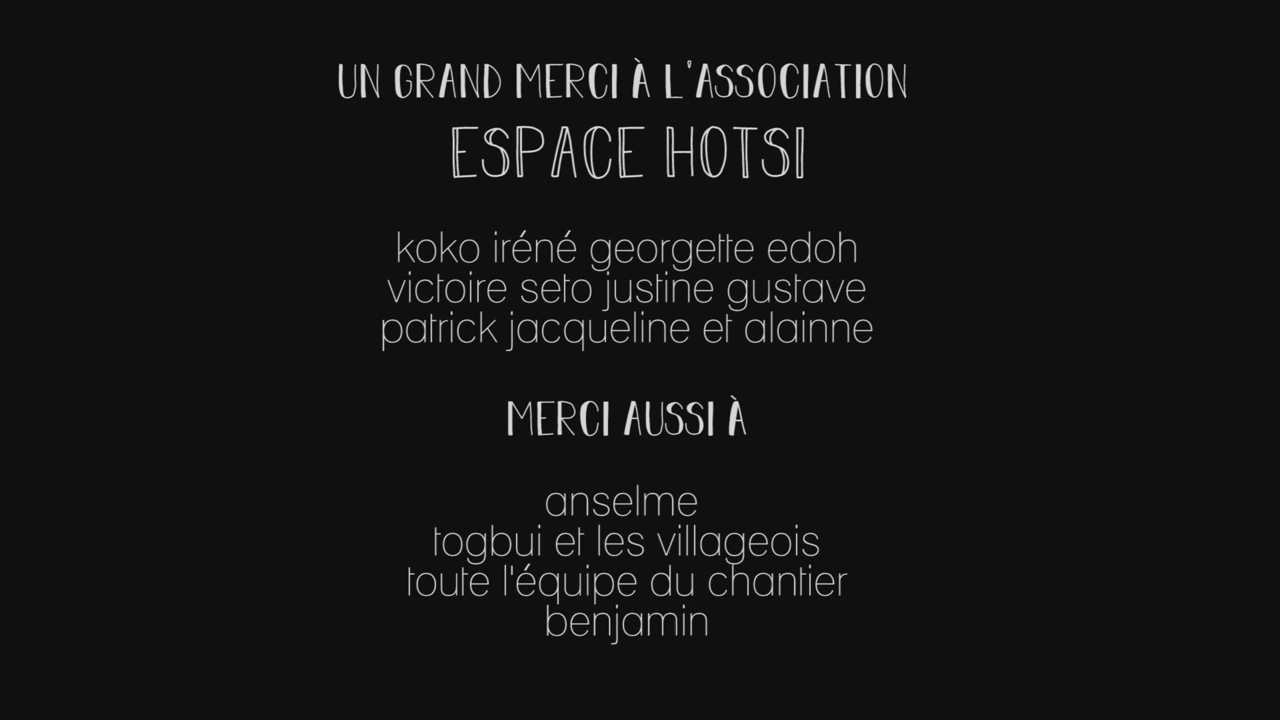 UN GRAND MERCI À L'ASSOCIATION
ESPACE HOTSI
koko iréné georgette edoh
victoire seto justine gustave
patrick jacqueline et alainne
MERCI AUSSI À
anselme
togbui et les villageois
toute l'équipe du chantier
benjamin